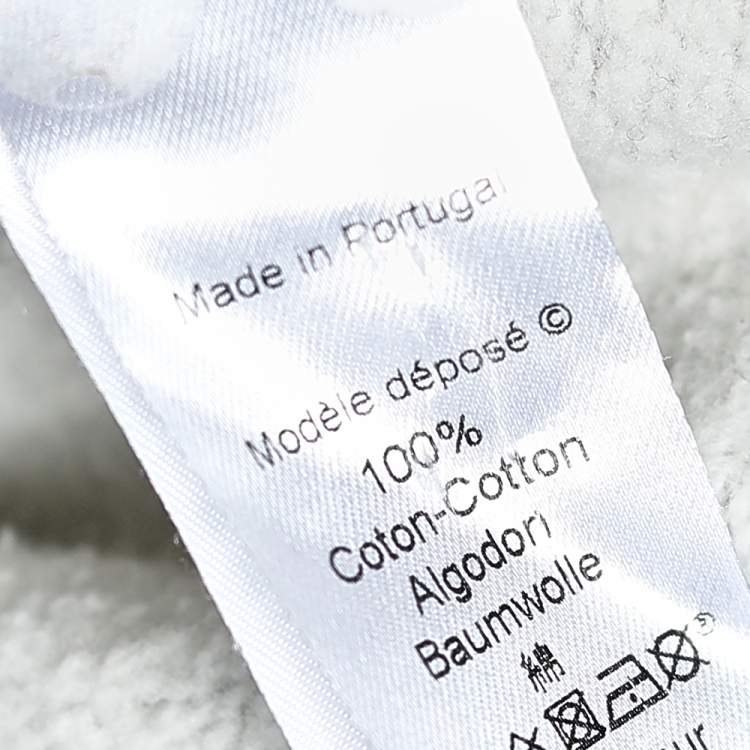 Made in Portugal
Modèle déposé ©
100%
Coton-Cotton
Algodon
Baumwolle
綿